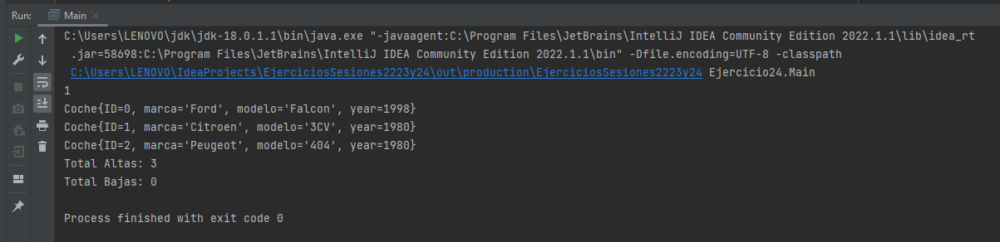 Run: Main
C:\Users\LENOVO\jdk\jdk-18.0.1.1\bin\java.exe "-javaagent:C:\Program Files\JetBrains\IntelliJ IDEA Community Edition 2022.1.1\lib\idea_rt
.jar=58698:C:\Program Files\JetBrains\IntelliJ IDEA Community Edition 2022.1.1\bin" -Dfile.encoding=UTF-8 -classpath
C:\Users\LENOVO\IdeaProjects\EjerciciosSesiones2223y24\out\production\EjerciciosSesiones2223y24 Ejercicio24.Main
1
Coche{ID=0, marca='Ford', modelo='Falcon', year=1998}
Coche{ID=1, marca='Citroen', modelo='3CV', year=1980}
Coche{ID=2, marca='Peugeot', modelo='404', year=1980}
Total Altas: 3
Total Bajas: 0
Process finished with exit code 0